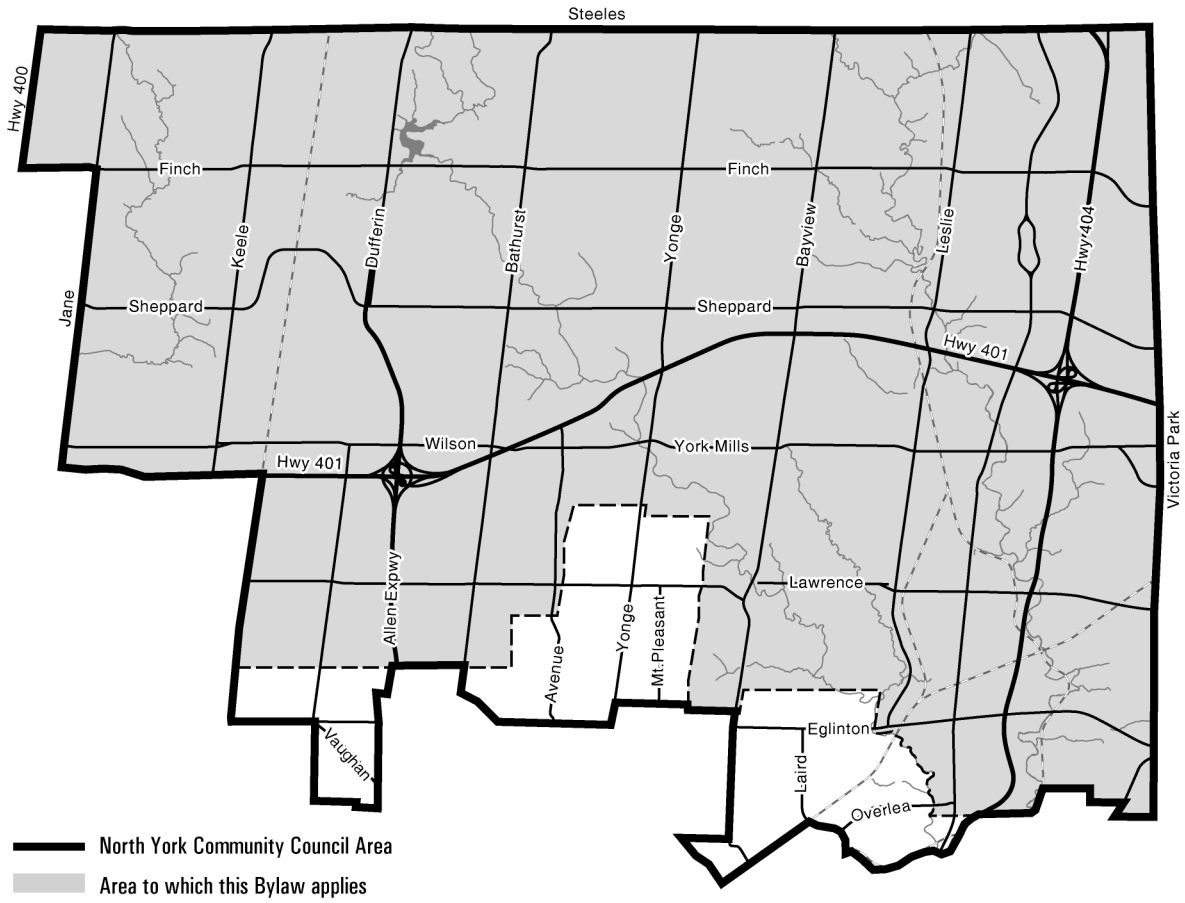 Steeles
Hwy 400
Finch
Finch
Keele
Dufferin
Bathurst
Yonge
Bayview
Leslie
Hwy 404
Jane
Sheppard
Sheppard
Hwy 401
Wilson
York Mills
Hwy 401
Victoria Park
Allen Expwy
Lawrence
Avenue
Yonge
Mt.Pleasant
Vaughan
Eglinton
Laird
Overlea
North York Community Council Area
Area to which this Bylaw applies